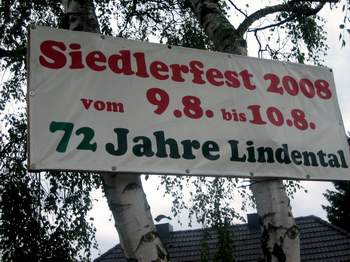 Siedlerfest 2008
vom 9.8. bis 10.8.
72 Jahre Lindental